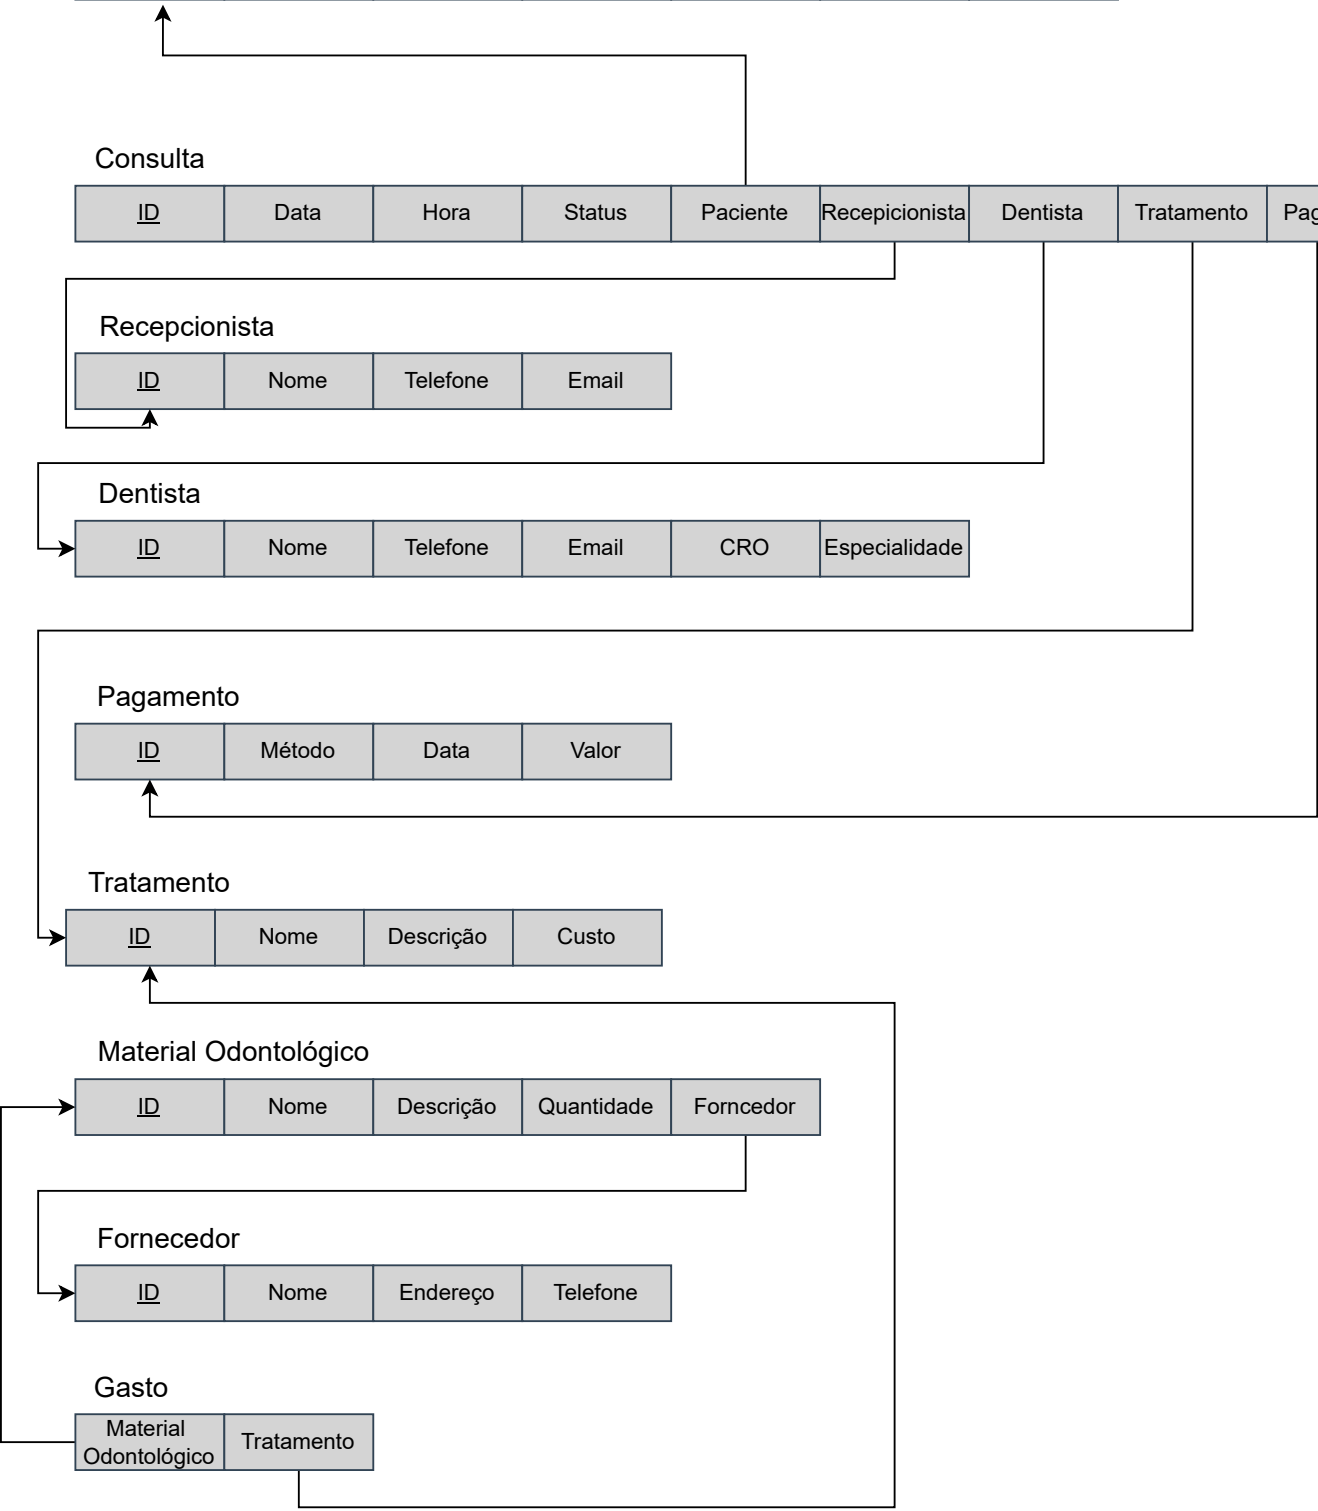 Consulta
ID Data Hora Status Paciente Recepicionista Dentista Tratamento
Recepcionista
ID Nome Telefone Email
Dentista
ID Nome Telefone Email CRO Especialidade
Pagamento
ID Método Data Valor
Tratamento
ID Nome Descrição Custo
Material Odontológico
ID Nome Descrição Quantidade Forncedor
Fornecedor
ID Nome Endereço Telefone
Gasto
Material
Odontológico
Tratamento